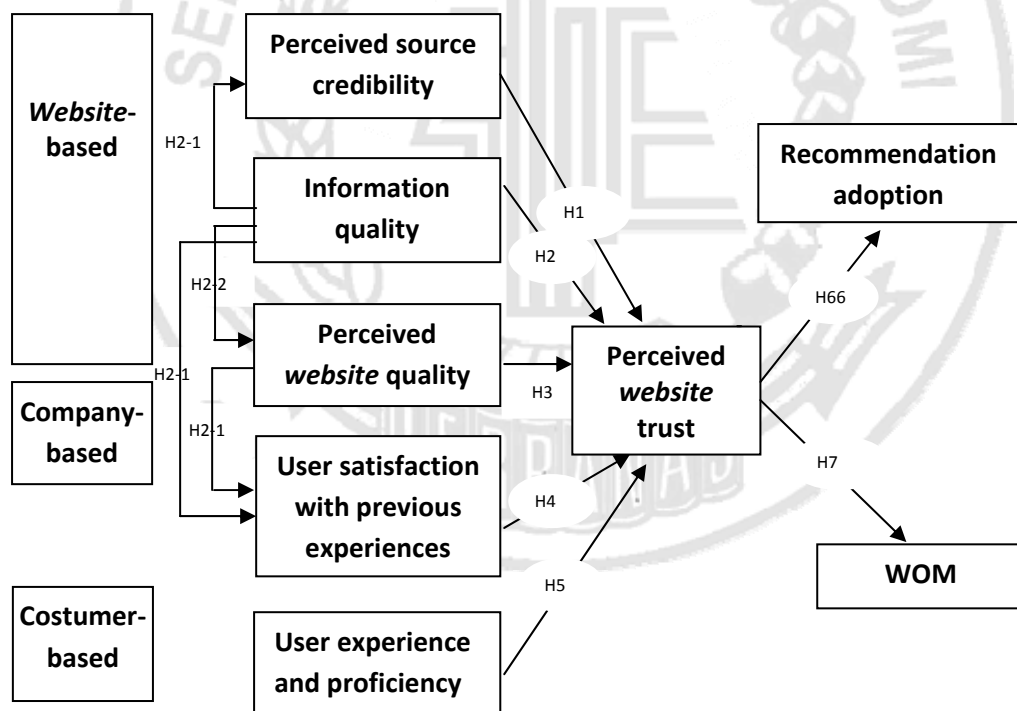 Perceived source
credibility
Website-
based
H2-1
Information
quality
H1
H2
Recommendation
adoption
H2-2
H66
Perceived
website quality
H3
Perceived
website
trust
H2-1
Company-
based
H2-1
User satisfaction
with previous
experiences
H4
H7
WOM
Costumer-
based
H5
User experience
and proficiency